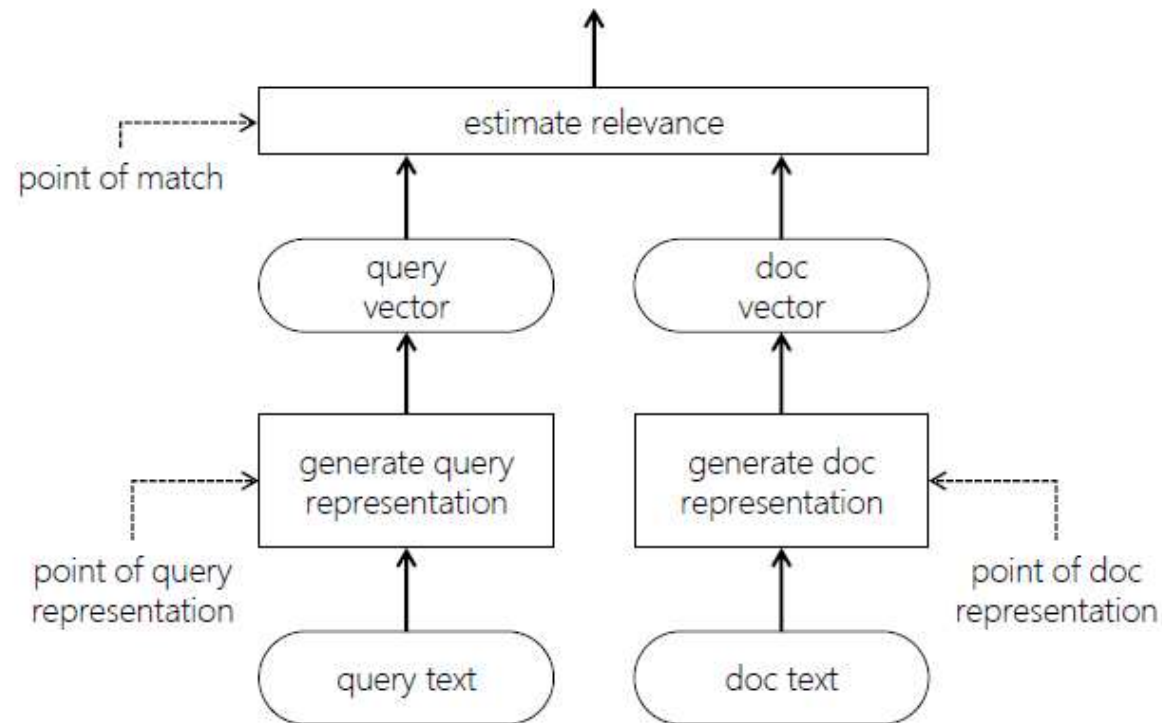 estimate relevance
point of match
query
vector
doc
vector
generate query
representation
generate doc
representation
point of query
representation
point of doc
representation
query text
doc text